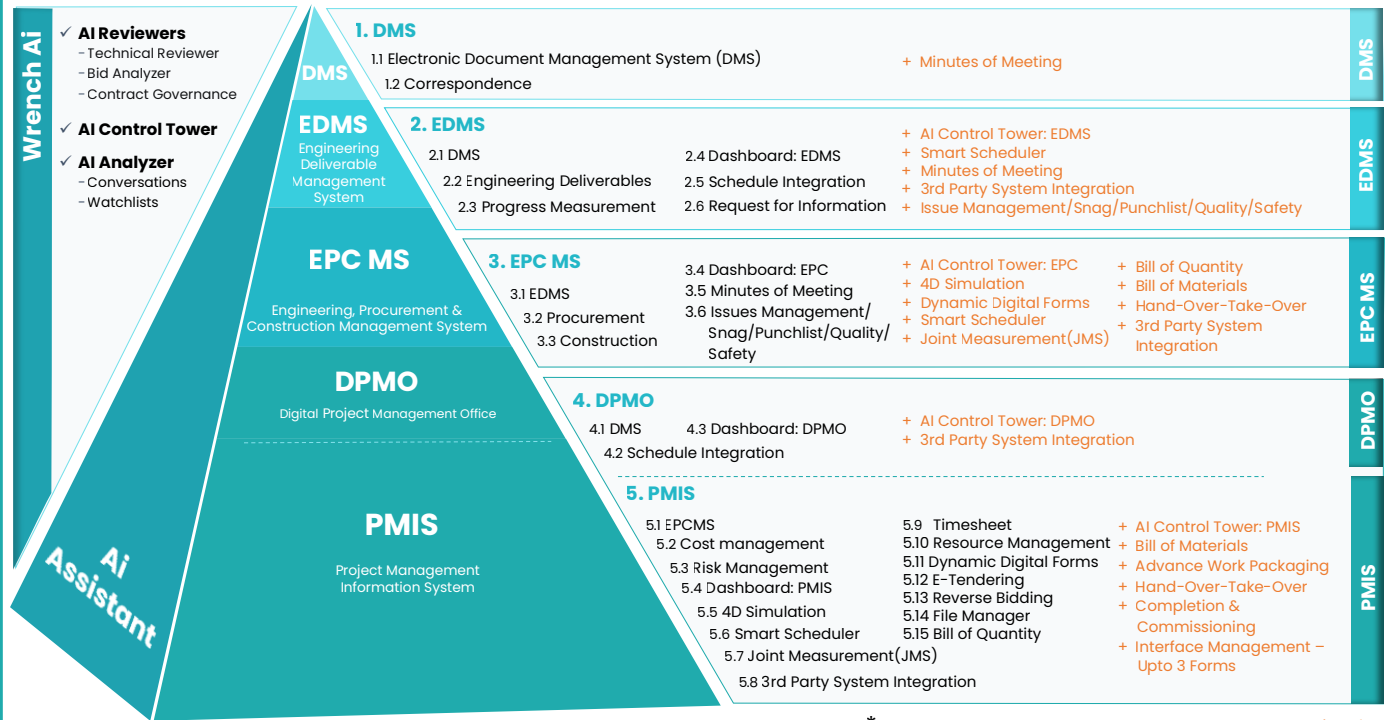 Wrench Ai
✓ AI Reviewers
-Technical Reviewer
-Bid Analyzer
-Contract Governance
✓ AI Control Tower
✓ AI Analyzer
-Conversations
-Watchlists
Ai
Assistant
DMS
EDMS
Engineering
Deliverable
Management
System
EPC MS
Engineering, Procurement &
Construction Management System
DPMO
Digital Project Management Office
PMIS
Project Management
Information System
1. DMS
1.1 Electronic Document Management System (DMS)
1.2 Correspondence
+ Minutes of Meeting
DMS
2. EDMS
2.1 DMS
2.2 Engineering Deliverables
2.3 Progress Measurement
2.4 Dashboard: EDMS
2.5 Schedule Integration
2.6 Request for Information
+ AI Control Tower: EDMS
+ Smart Scheduler
+ Minutes of Meeting
+ 3rd Party System Integration
+ Issue Management/Snag/Punchlist/Quality/Safety
EDMS
3. EPC MS
3.1 EDMS
3.2 Procurement
3.3 Construction
3.4 Dashboard: EPC
3.5 Minutes of Meeting
3.6 Issues Management/
Snag/Punchlist/Quality/
Safety
+ AI Control Tower: EPC
+ 4D Simulation
+ Dynamic Digital Forms
+ Smart Scheduler
+ Joint Measurement(JMS)
+ Bill of Quantity
+ Bill of Materials
+ Hand-Over-Take-Over
+ 3rd Party System
Integration
EPC MS
4. DPMO
4.1 DMS
4.2 Schedule Integration
4.3 Dashboard: DPMO
+ AI Control Tower: DPMO
+ 3rd Party System Integration
DPMO
5. PMIS
5.1 EPCMS
5.2 Cost management
5.3 Risk Management
5.4 Dashboard: PMIS
5.5 4D Simulation
5.6 Smart Scheduler
5.7 Joint Measurement(JMS)
5.8 3rd Party System Integration
5.9 Timesheet
5.10 Resource Management
5.11 Dynamic Digital Forms
5.12 E-Tendering
5.13 Reverse Bidding
5.14 File Manager
5.15 Bill of Quantity
+ AI Control Tower: PMIS
+ Bill of Materials
+ Advance Work Packaging
+ Hand-Over-Take-Over
+ Completion &
Commissioning
+ Interface Management –
Upto 3 Forms
PMIS
*